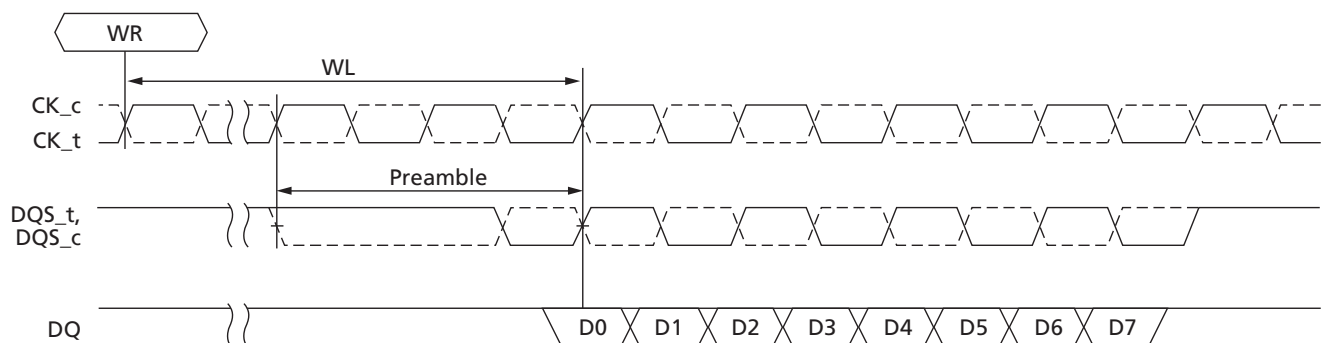 WR
WL
CK_c
CK_t
Preamble
DQS_t,
DQS_c
DQ
D0 D1 D2 D3 D4 D5 D6 D7